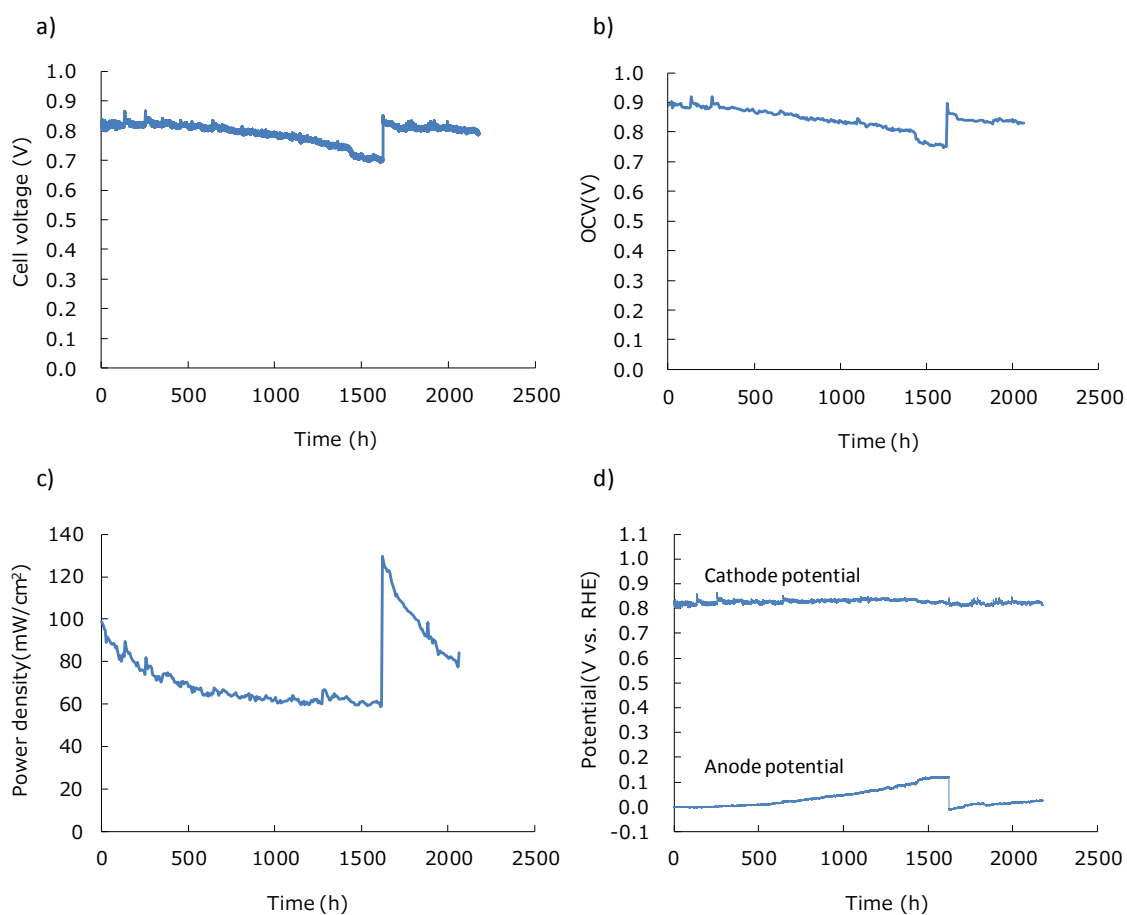 a)
1.0
0.9
0.8
0.7
0.6
0.5
0.4
0.3
0.2
0.1
0.0
Cell voltage (V)
0 500 1000 1500 2000 2500
Time (h)
b)
1.0
0.9
0.8
0.7
0.6
0.5
0.4
0.3
0.2
0.1
0.0
OCV(V)
0 500 1000 1500 2000 2500
Time (h)
c)
140
120
100
80
60
40
20
0
Power density(mW/cm²)
0 500 1000 1500 2000 2500
Time (h)
d)
1.1
1.0
0.9
0.8
0.7
0.6
0.5
0.4
0.3
0.2
0.1
0.0
-0.1
Potential(V vs. RHE)
Cathode potential
Anode potential
0 500 1000 1500 2000 2500
Time (h)